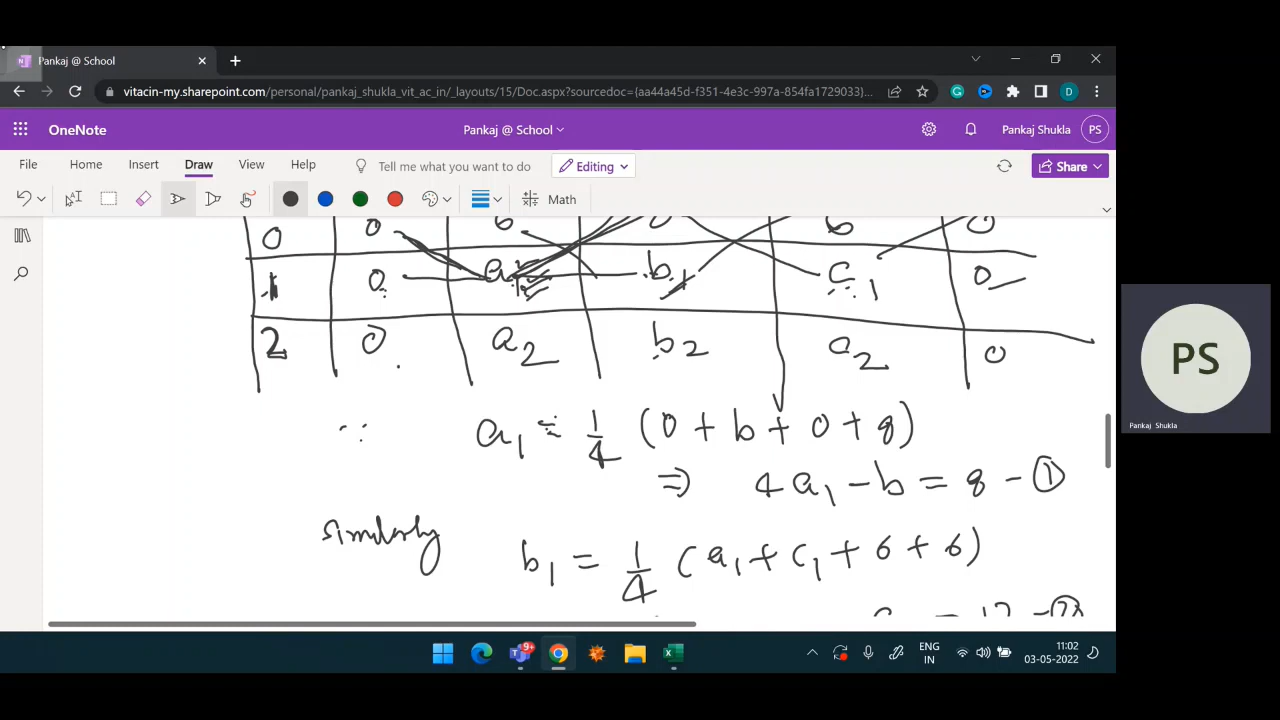 Pankaj @ School
vitacin-my.sharepoint.com/personal/pankaj_shukla_vit_ac_in/_layouts/15/Doc.aspx?sourcedoc={aa44a45d-f351-4e3c-997a-854fa1729033}...
D
OneNote
Pankaj @ School
Pankaj Shukla
PS
File Home Insert Draw View Help
Tell me what you want to do
Editing
Share
Math
0 0 6 b 0
1 0 a1 b1 c1 0
2 0 a2 b2 c2 0
∵ a1 = 1/4 (0 + b + 0 + 8)
⇒ 4a1 - b = 8 - ①
similarly b1 = 1/4 (a1 + c1 + 6 + 6)
= 12 - ②
PS
Pankaj Shukla
9+
ENG
IN
11:02
03-05-2022